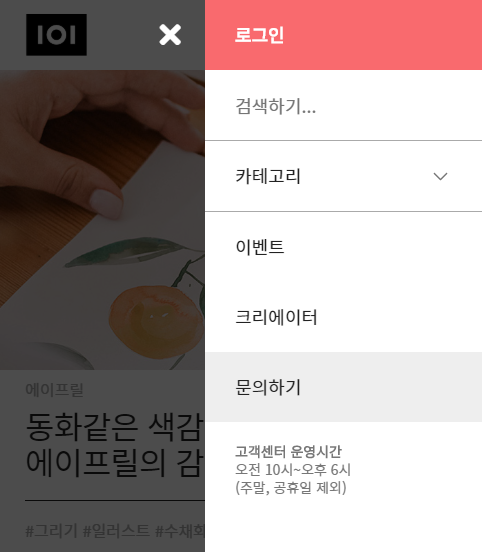 101
로그인
검색하기...
카테고리
이벤트
크리에이터
문의하기
고객센터 운영시간
오전 10시~오후 6시
(주말, 공휴일 제외)
에이프릴
동화같은 색감
에이프릴의 감
#그리기 #일러스트 #수채화